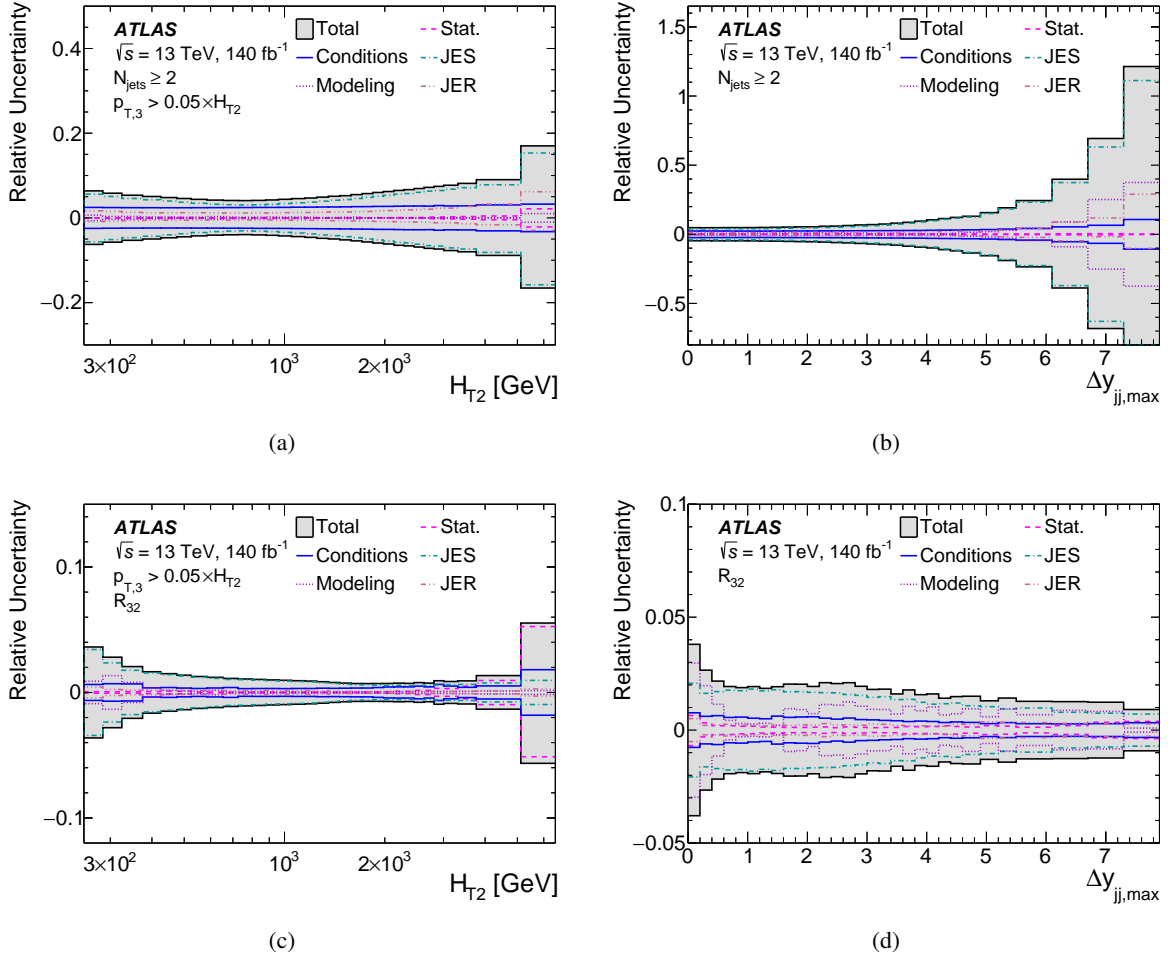 ATLAS
√s = 13 TeV, 140 fb⁻¹
N_jets ≥ 2
p_T,3 > 0.05×H_T2
Total
Conditions
Modeling
Stat.
JES
JER
Relative Uncertainty
0.4
0.2
0
−0.2
3×10² 10³ 2×10³
H_T2 [GeV]
(a)
ATLAS
√s = 13 TeV, 140 fb⁻¹
N_jets ≥ 2
Total
Conditions
Modeling
Stat.
JES
JER
Relative Uncertainty
1.5
1
0.5
0
−0.5
0 1 2 3 4 5 6 7
Δy_jj,max
(b)
ATLAS
√s = 13 TeV, 140 fb⁻¹
p_T,3 > 0.05×H_T2
R_32
Total
Conditions
Modeling
Stat.
JES
JER
Relative Uncertainty
0.1
0
−0.1
3×10² 10³ 2×10³
H_T2 [GeV]
(c)
ATLAS
√s = 13 TeV, 140 fb⁻¹
R_32
Total
Conditions
Modeling
Stat.
JES
JER
Relative Uncertainty
0.1
0.05
0
−0.05
0 1 2 3 4 5 6 7
Δy_jj,max
(d)